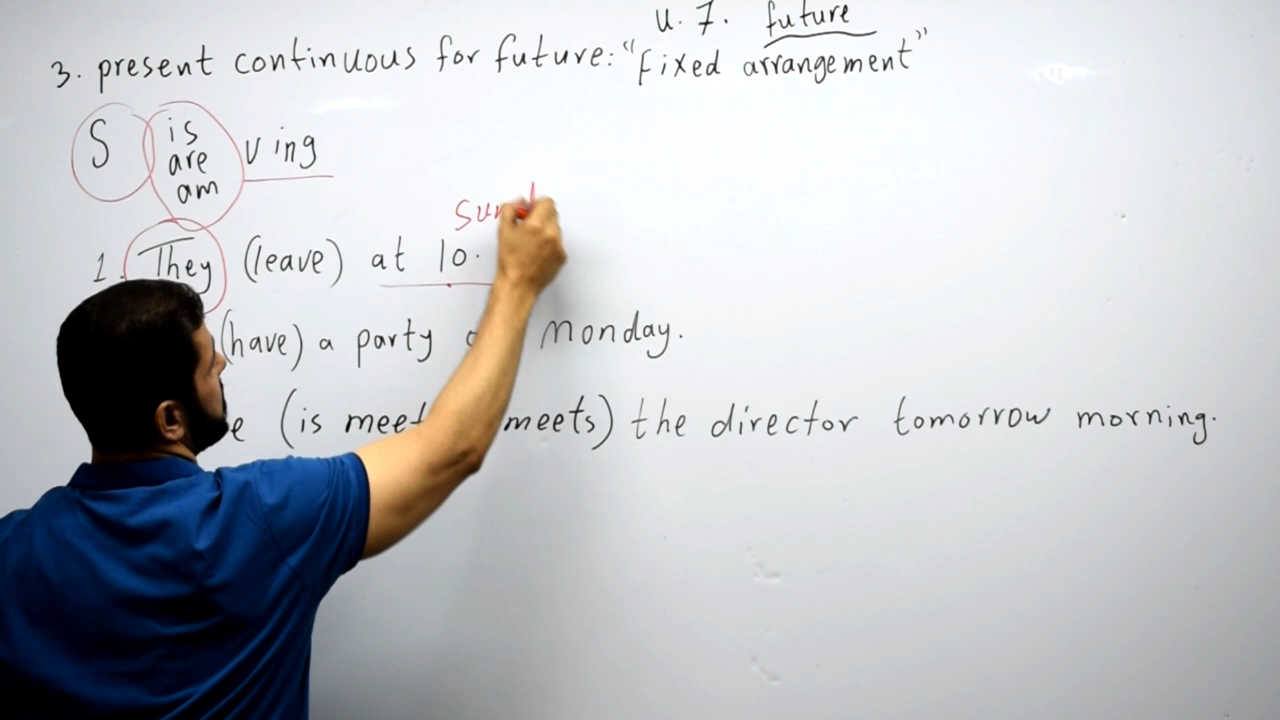 u. 7. future
3. present continuous for future: "Fixed arrangement"
S is are am v ing
1. They (leave) at 10.
(have) a party Monday.
(is meet meets) the director tomorrow morning.